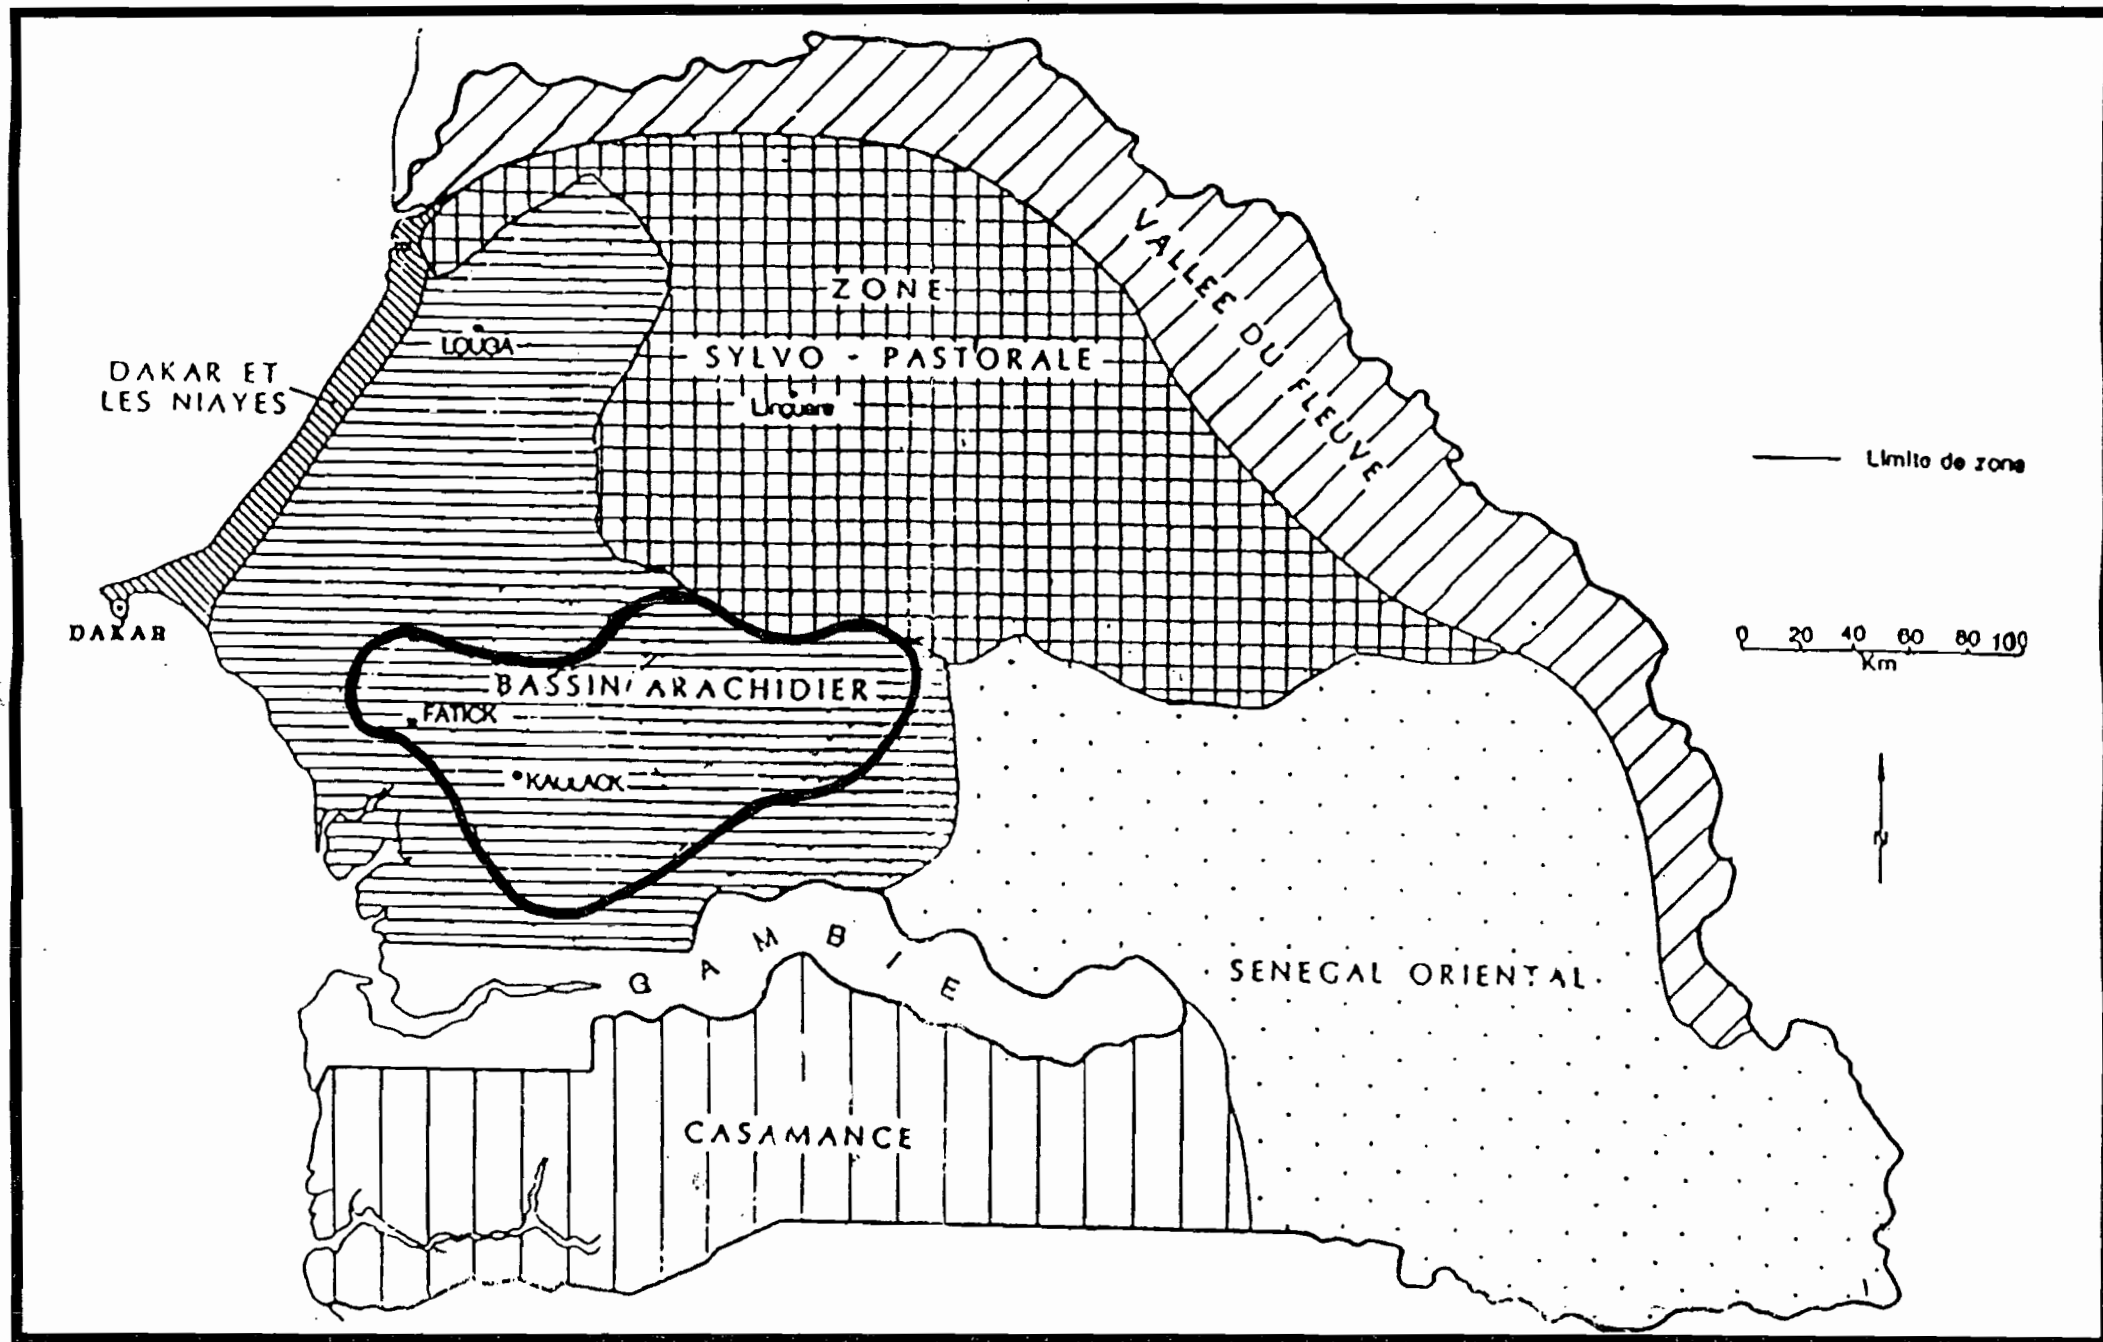 VALLEE DU FLEUVE
ZONE
SYLVO - PASTORALE
Linguere
LOUGA
DAKAR ET
LES NIAYES
Limite de zone
DAKAR
0 20 40 60 80 100
Km
BASSIN ARACHIDIER
FATICK
KAOLACK
N
GAMBIE
SENEGAL ORIENTAL
CASAMANCE